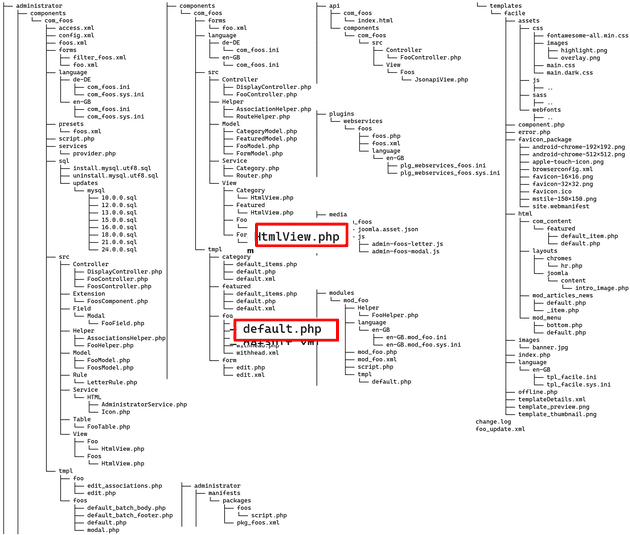 administrator
components
com_foos
access.xml
config.xml
foos.xml
forms
filter_foos.xml
foo.xml
language
de-DE
com_foos.ini
com_foos.sys.ini
en-GB
com_foos.ini
com_foos.sys.ini
presets
foos.xml
script.php
services
provider.php
sql
install.mysql.utf8.sql
uninstall.mysql.utf8.sql
updates
mysql
10.0.0.sql
12.0.0.sql
13.0.0.sql
15.0.0.sql
16.0.0.sql
18.0.0.sql
21.0.0.sql
24.0.0.sql
src
Controller
DisplayController.php
FooController.php
FoosController.php
Extension
FoosComponent.php
Field
Modal
FooField.php
Helper
AssociationsHelper.php
FooHelper.php
Model
FooModel.php
FoosModel.php
Rule
LetterRule.php
Service
HTML
AdministratorService.php
Icon.php
Table
FooTable.php
View
Foo
HtmlView.php
Foos
HtmlView.php
tmpl
foo
edit_associations.php
edit.php
foos
default_batch_body.php
default_batch_footer.php
default.php
modal.php
components
com_foos
forms
foo.xml
language
de-DE
com_foos.ini
en-GB
com_foos.ini
src
Controller
DisplayController.php
FooController.php
Helper
AssociationHelper.php
RouteHelper.php
Model
CategoryModel.php
FeaturedModel.php
FooModel.php
FormModel.php
Service
Category.php
Router.php
View
Category
HtmlView.php
Featured
HtmlView.php
Foo
HtmlView.php
For
tmpl
category
default_items.php
default.php
default.xml
featured
default_items.php
default.php
default.xml
foo
default.php
withhead.xml
form
edit.php
edit.xml
administrator
manifests
packages
foos
script.php
pkg_foos.xml
api
com_foos
index.html
components
com_foos
src
Controller
FooController.php
View
Foos
JsonapiView.php
plugins
webservices
foos
foos.php
foos.xml
language
en-GB
plg_webservices_foos.ini
plg_webservices_foos.sys.ini
media
_foos
joomla.asset.json
js
admin-foos-letter.js
admin-foos-modal.js
modules
mod_foo
Helper
FooHelper.php
language
en-GB
en-GB.mod_foo.ini
en-GB.mod_foo.sys.ini
mod_foo.php
mod_foo.xml
script.php
tmpl
default.php
templates
facile
assets
css
fontawesome-all.min.css
images
highlight.png
overlay.png
main.css
main.dark.css
js
..
sass
..
webfonts
..
component.php
error.php
favicon_package
android-chrome-192×192.png
android-chrome-512×512.png
apple-touch-icon.png
browserconfig.xml
favicon-16×16.png
favicon-32×32.png
favicon.ico
mstile-150×150.png
site.webmanifest
html
com_content
featured
default_item.php
default.php
layouts
chromes
hr.php
joomla
content
intro_image.php
mod_articles_news
default.php
_item.php
mod_menu
bottom.php
default.php
images
banner.jpg
index.php
language
en-GB
tpl_facile.ini
tpl_facile.sys.ini
offline.php
templateDetails.xml
template_preview.png
template_thumbnail.png
change.log
foo_update.xml